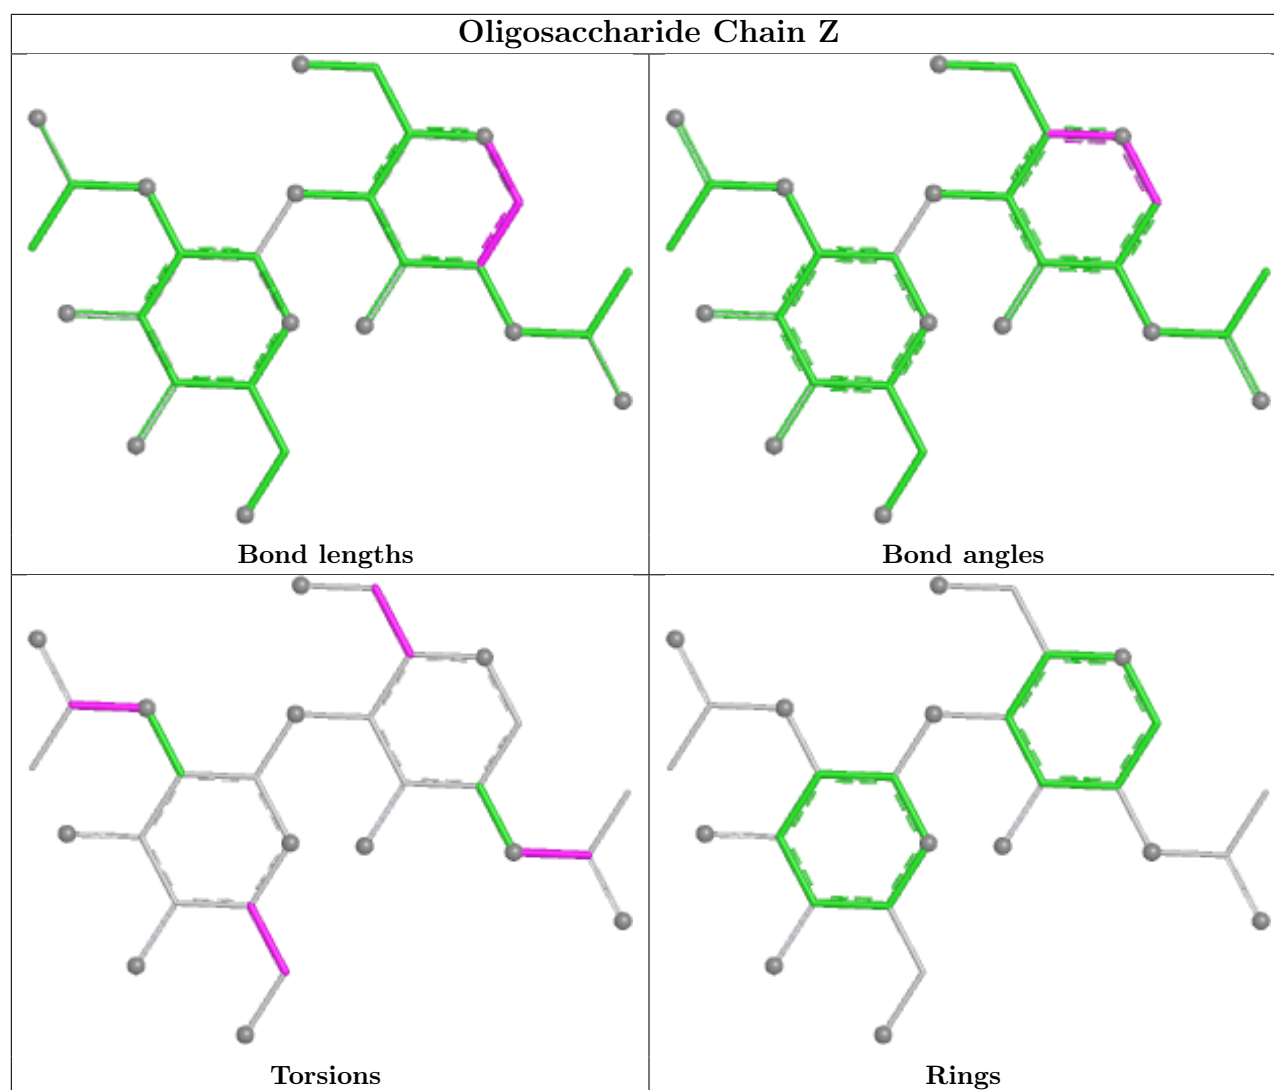 Oligosaccharide Chain Z
Bond lengths
Bond angles
Torsions
Rings